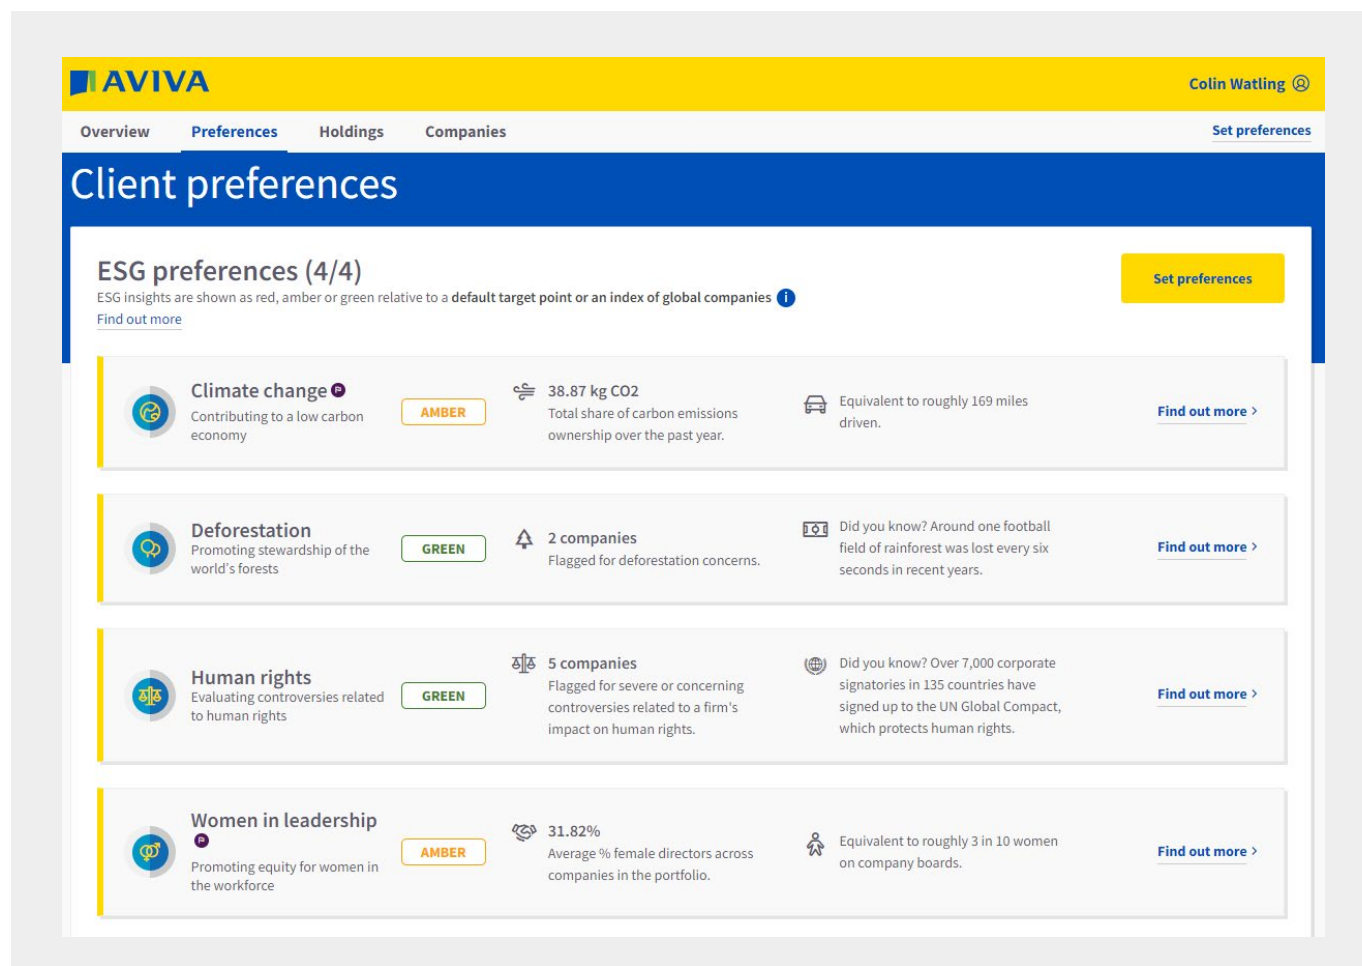 AVIVA
Colin Watling
Overview
Preferences
Holdings
Companies
Set preferences
Client preferences
ESG preferences (4/4)
ESG insights are shown as red, amber or green relative to a default target point or an index of global companies
Find out more
Set preferences
Climate change
Contributing to a low carbon
economy
AMBER
38.87 kg CO2
Total share of carbon emissions
ownership over the past year.
Equivalent to roughly 169 miles
driven.
Find out more >
Deforestation
Promoting stewardship of the
world's forests
GREEN
2 companies
Flagged for deforestation concerns.
Did you know? Around one football
field of rainforest was lost every six
seconds in recent years.
Find out more >
Human rights
Evaluating controversies related
to human rights
GREEN
5 companies
Flagged for severe or concerning
controversies related to a firm's
impact on human rights.
Did you know? Over 7,000 corporate
signatories in 135 countries have
signed up to the UN Global Compact,
which protects human rights.
Find out more >
Women in leadership
Promoting equity for women in
the workforce
AMBER
31.82%
Average % female directors across
companies in the portfolio.
Equivalent to roughly 3 in 10 women
on company boards.
Find out more >